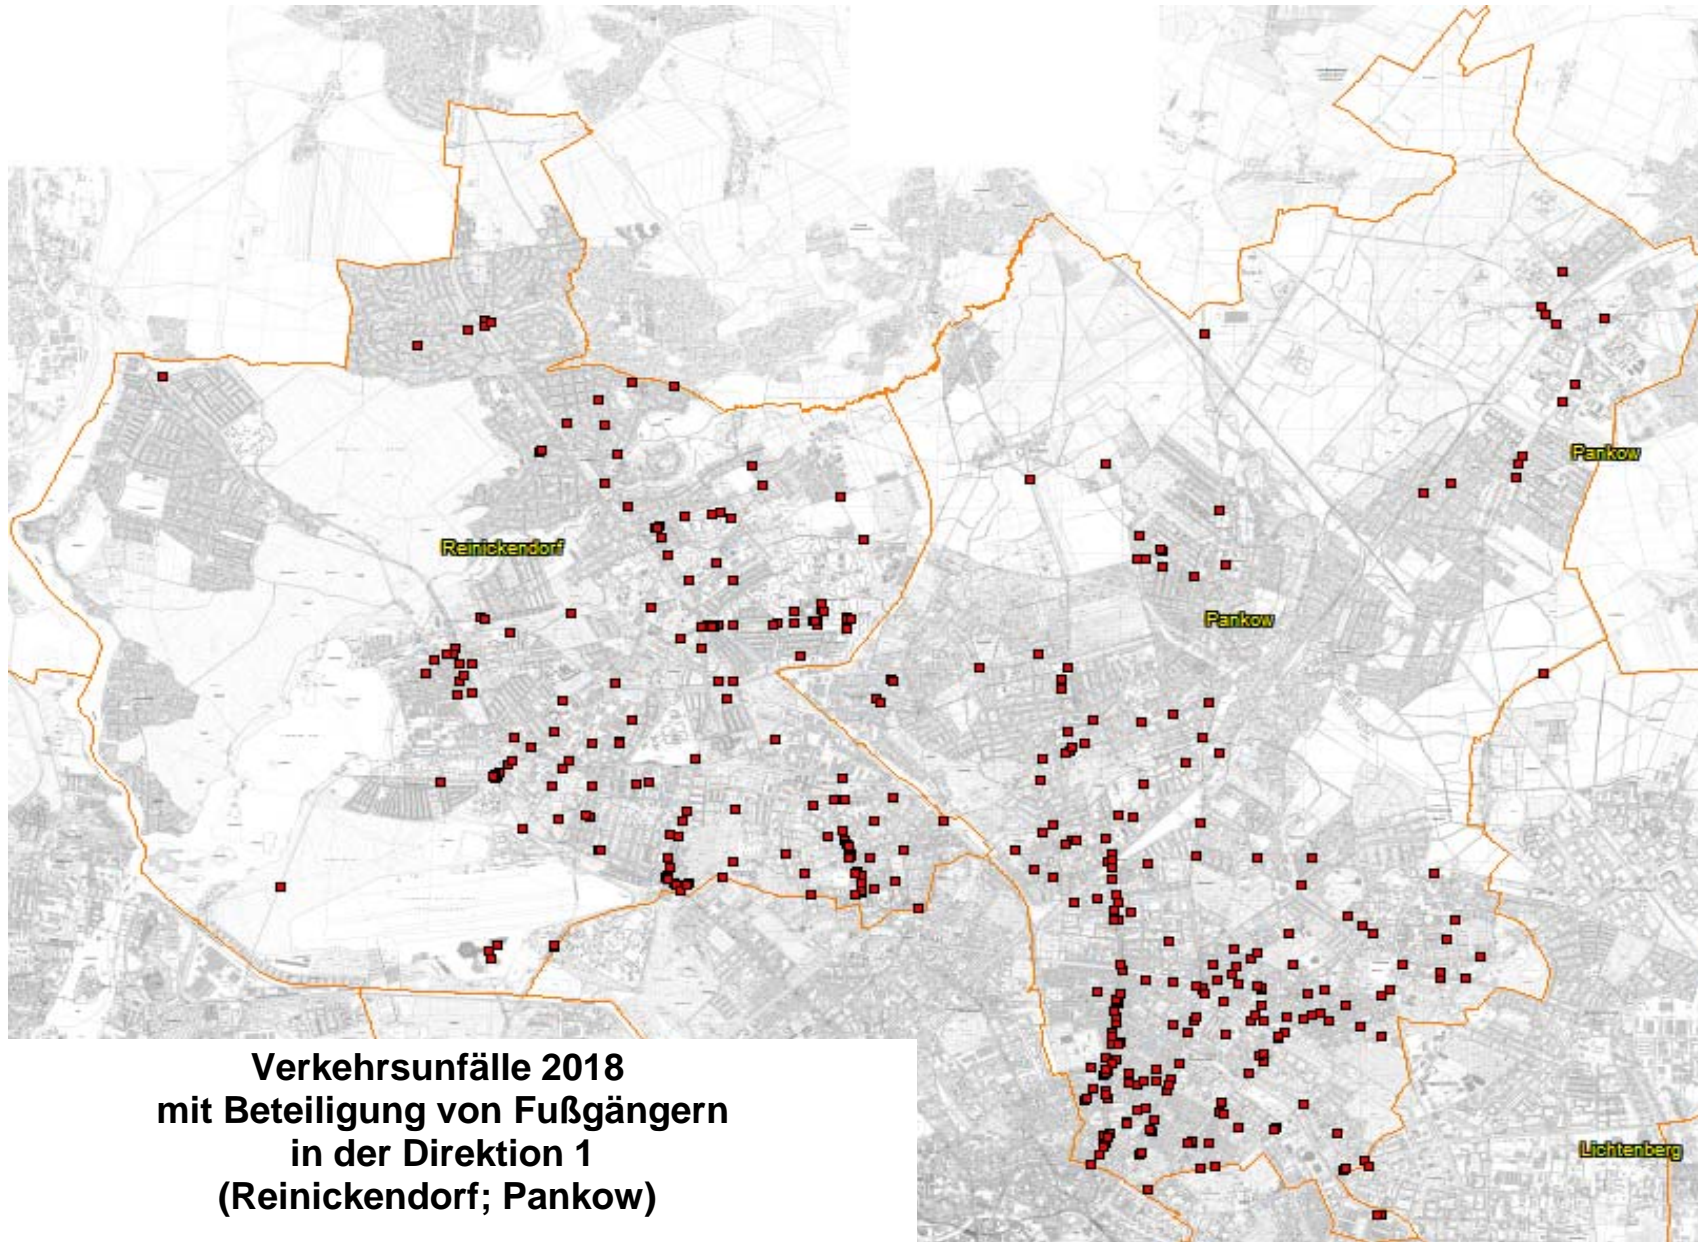 Pankow
Reinickendorf
Pankow
Lichtenberg
Verkehrsunfälle 2018
mit Beteiligung von Fußgängern
in der Direktion 1
(Reinickendorf; Pankow)